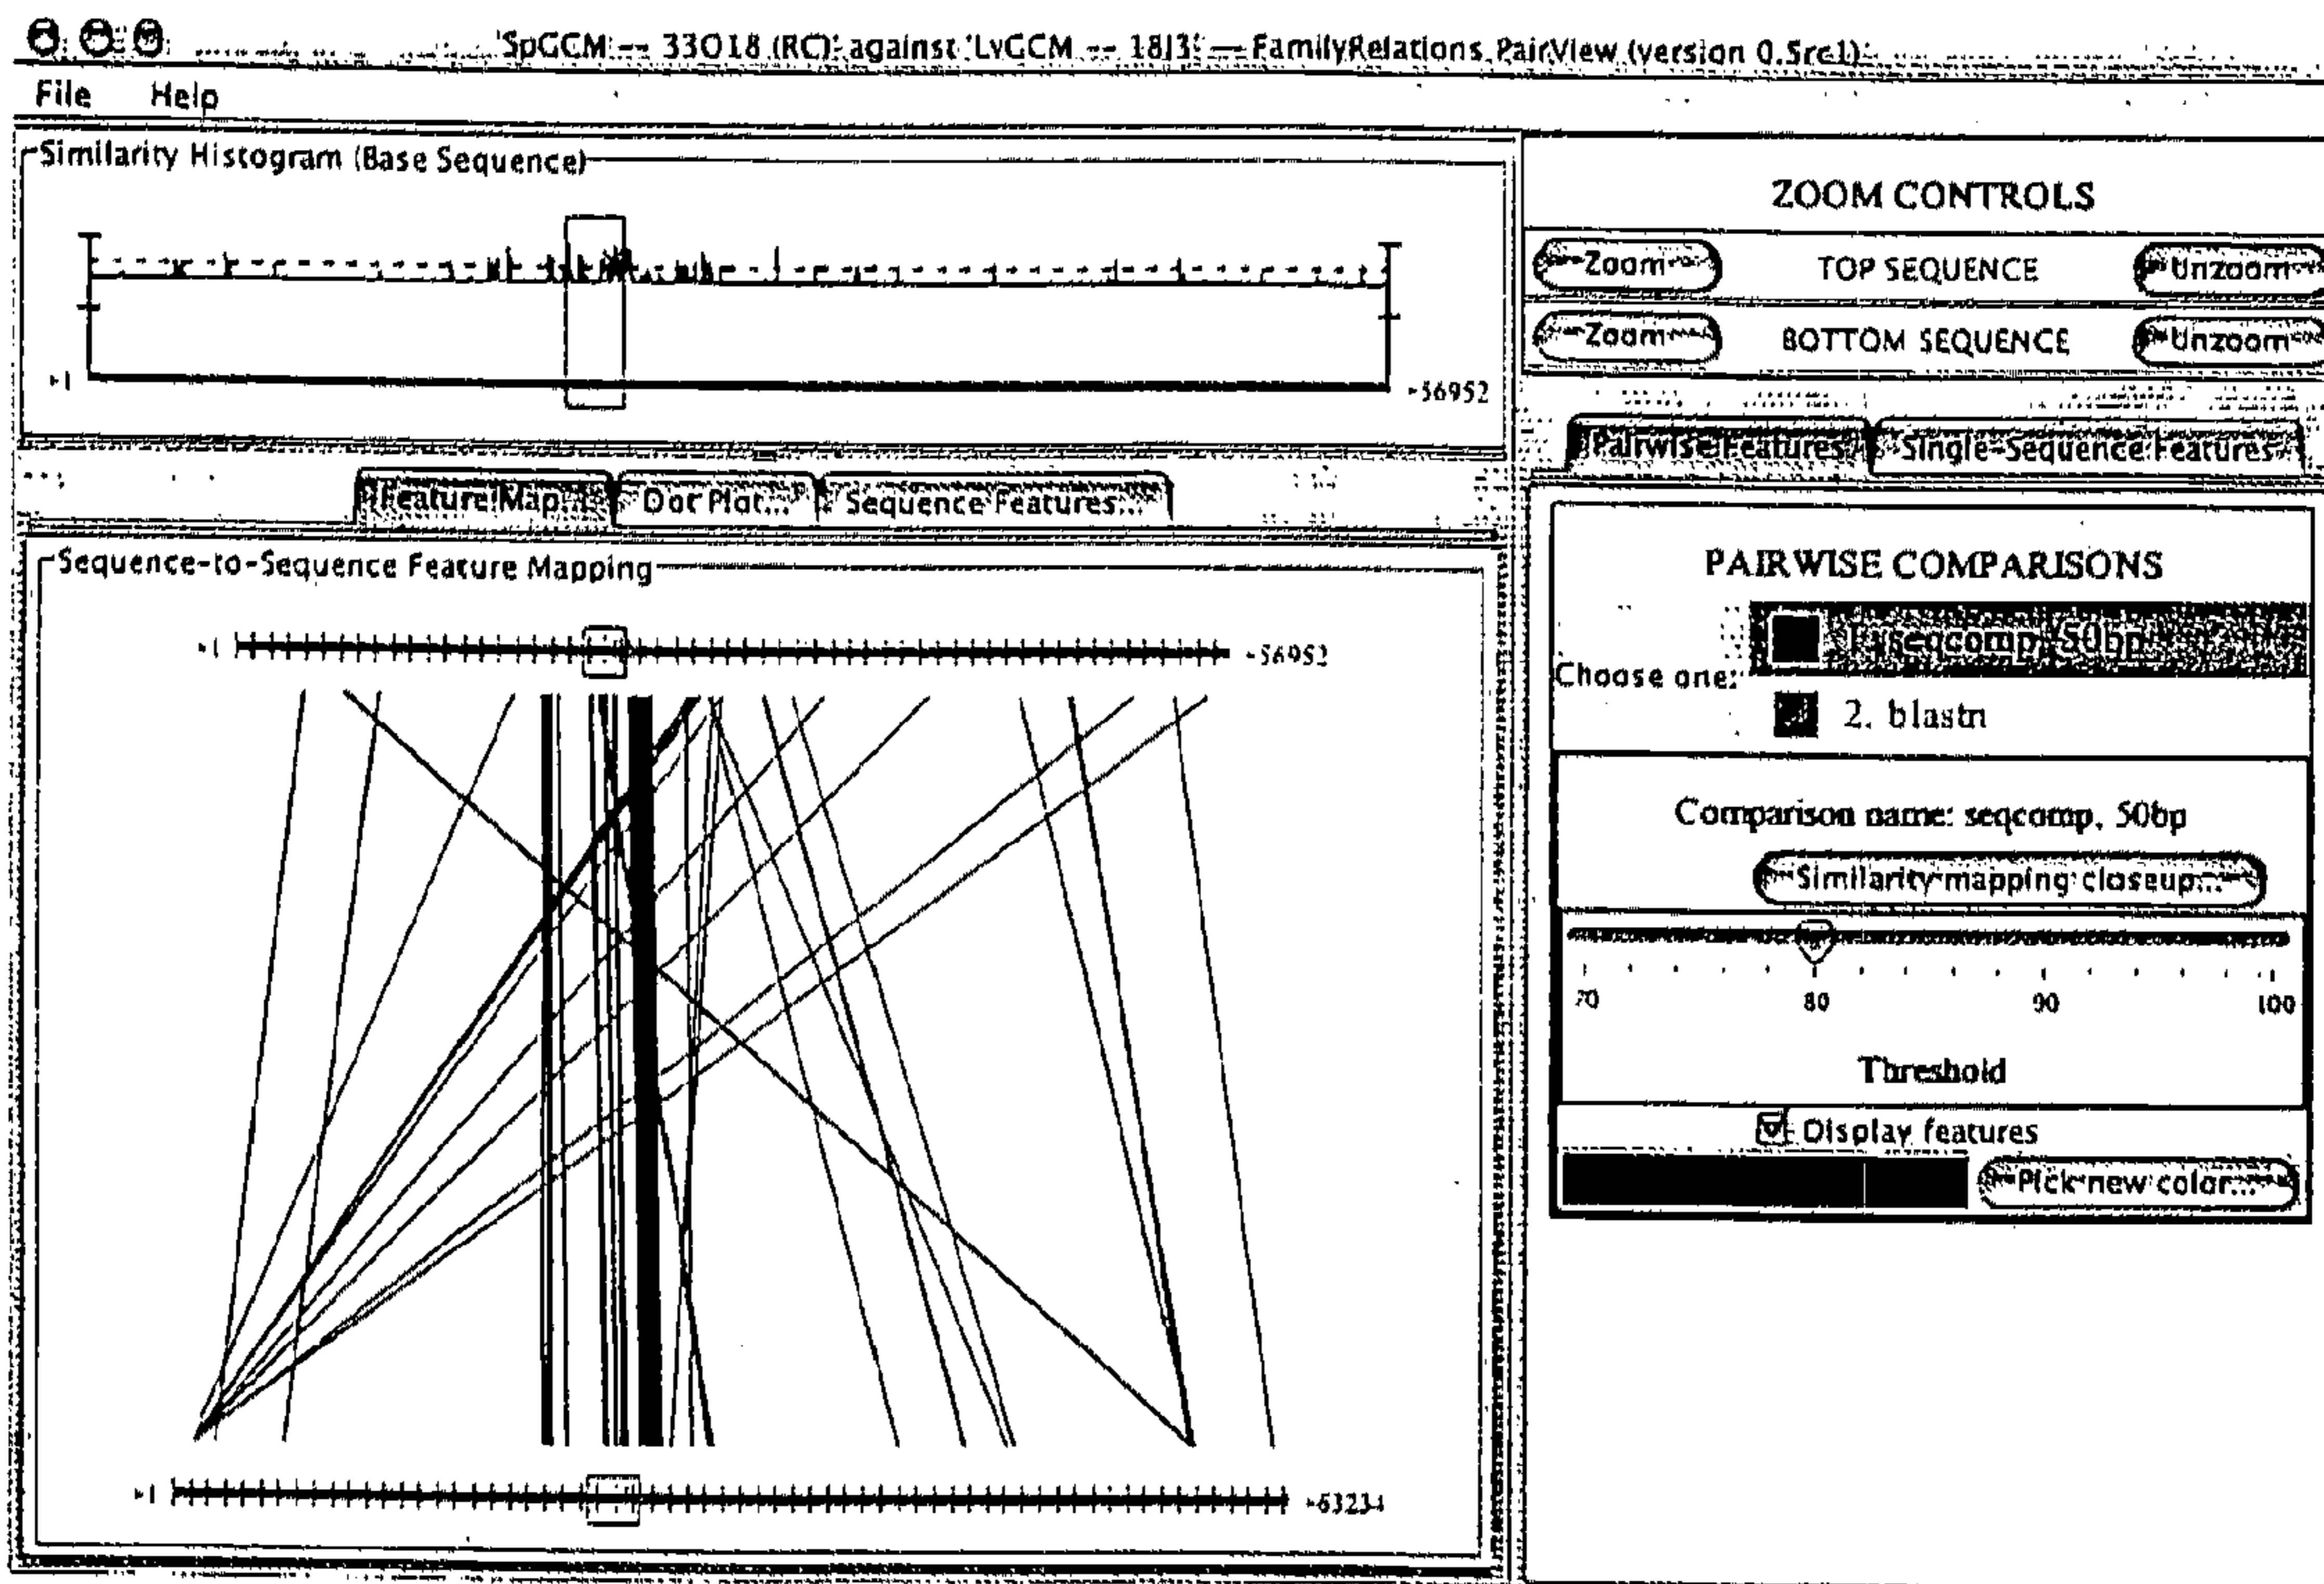 'SpGCM -- 33O18 (RC)' against 'LvGCM -- 18J3' -- FamilyRelations PairView (version 0.5rc1)
File Help
Similarity Histogram (Base Sequence)
1
56952
Feature Map...
Dot Plot...
Sequence Features...
Sequence-to-Sequence Feature Mapping
1
56952
1
63234
ZOOM CONTROLS
Zoom TOP SEQUENCE Unzoom
Zoom BOTTOM SEQUENCE Unzoom
Pairwise Features
Single-Sequence Features
PAIRWISE COMPARISONS
1. seqcomp, 50bp
Choose one:
2. blastn
Comparison name: seqcomp, 50bp
Similarity mapping closeup...
70 80 90 100
Threshold
Display features
Pick new color...